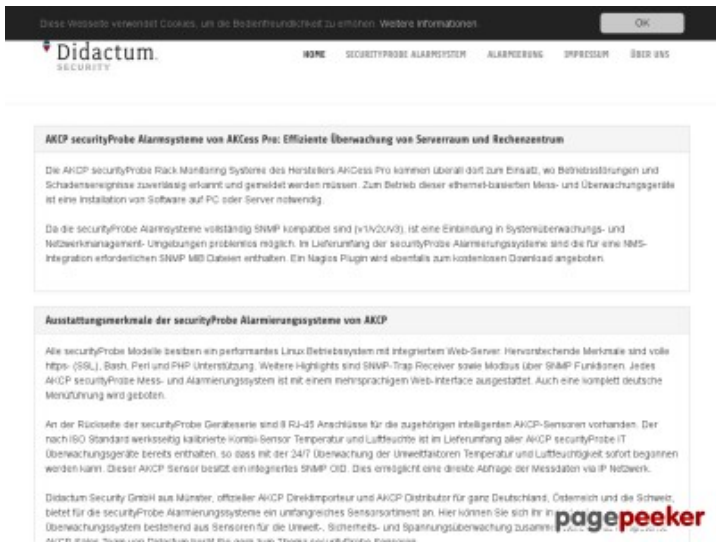 Diese Webseite verwendet Cookies, um die Bedienfreundlichkeit zu erhöhen. Weitere Informationen
OK
Didactum.
SECURITY
HOME SECURITYPROBE ALARMSYSTEM ALARMIERUNG IMPRESSUM ÜBER UNS
AKCP securityProbe Alarmsysteme von AKCess Pro: Effiziente Überwachung von Serverraum und Rechenzentrum
Die AKCP securityProbe Rack Monitoring Systeme des Herstellers AKCess Pro kommen überall dort zum Einsatz, wo Betriebsstörungen und
Schadensereignisse zuverlässig erkannt und gemeldet werden müssen. Zum Betrieb dieser ethernet-basierten Mess- und Überwachungsgeräte
ist eine Installation von Software auf PC oder Server notwendig.
Da die securityProbe Alarmsysteme vollständig SNMP kompatibel sind (v1/v2c/v3), ist eine Einbindung in Systemüberwachungs- und
Netzwerkmanagement- Umgebungen problemlos möglich. Im Lieferumfang der securityProbe Alarmierungssysteme sind die für eine NMS-
Integration erforderlichen SNMP MIB Dateien enthalten. Ein Nagios Plugin wird ebenfalls zum kostenlosen Download angeboten.
Ausstattungsmerkmale der securityProbe Alarmierungssysteme von AKCP
Alle securityProbe Modelle besitzen ein performantes Linux Betriebssystem mit integriertem Web-Server. Hervorstechende Merkmale sind volle
https- (SSL), Bash, Perl und PHP Unterstützung. Weitere Highlights sind SNMP-Trap Receiver sowie Modbus über SNMP Funktionen. Jedes
AKCP securityProbe Mess- und Alarmierungssystem ist mit einem mehrsprachigem Web-Interface ausgestattet. Auch eine komplett deutsche
Menüführung wird geboten.
An der Rückseite der securityProbe Geräteserie sind 8 RJ-45 Anschlüsse für die zugehörigen intelligenten AKCP-Sensoren vorhanden. Der
nach ISO Standard werksseitig kalibrierte Kombi-Sensor Temperatur und Luftfeuchte ist im Lieferumfang aller AKCP securityProbe IT
Überwachungsgeräte bereits enthalten, so dass mit der 24/7 Überwachung der Umweltfaktoren Temperatur und Luftfeuchtigkeit sofort begonnen
werden kann. Dieser AKCP Sensor besitzt ein integriertes SNMP OID. Dies ermöglicht eine direkte Abfrage der Messdaten via IP Netzwerk.
Didactum Security GmbH aus Münster, offizieller AKCP Direktimporteur und AKCP Distributor für ganz Deutschland, Österreich und die Schweiz,
bietet für die securityProbe Alarmierungssysteme ein umfangreiches Sensorsortiment an. Hier können Sie sich Ihr in
Überwachungssystem bestehend aus Sensoren für die Umwelt-, Sicherheits- und Spannungsüberwachung zusamm
pagepeeker
AKCP Sales Team von Didactum berät Sie gern zum Thema securityProbe Sensoren.